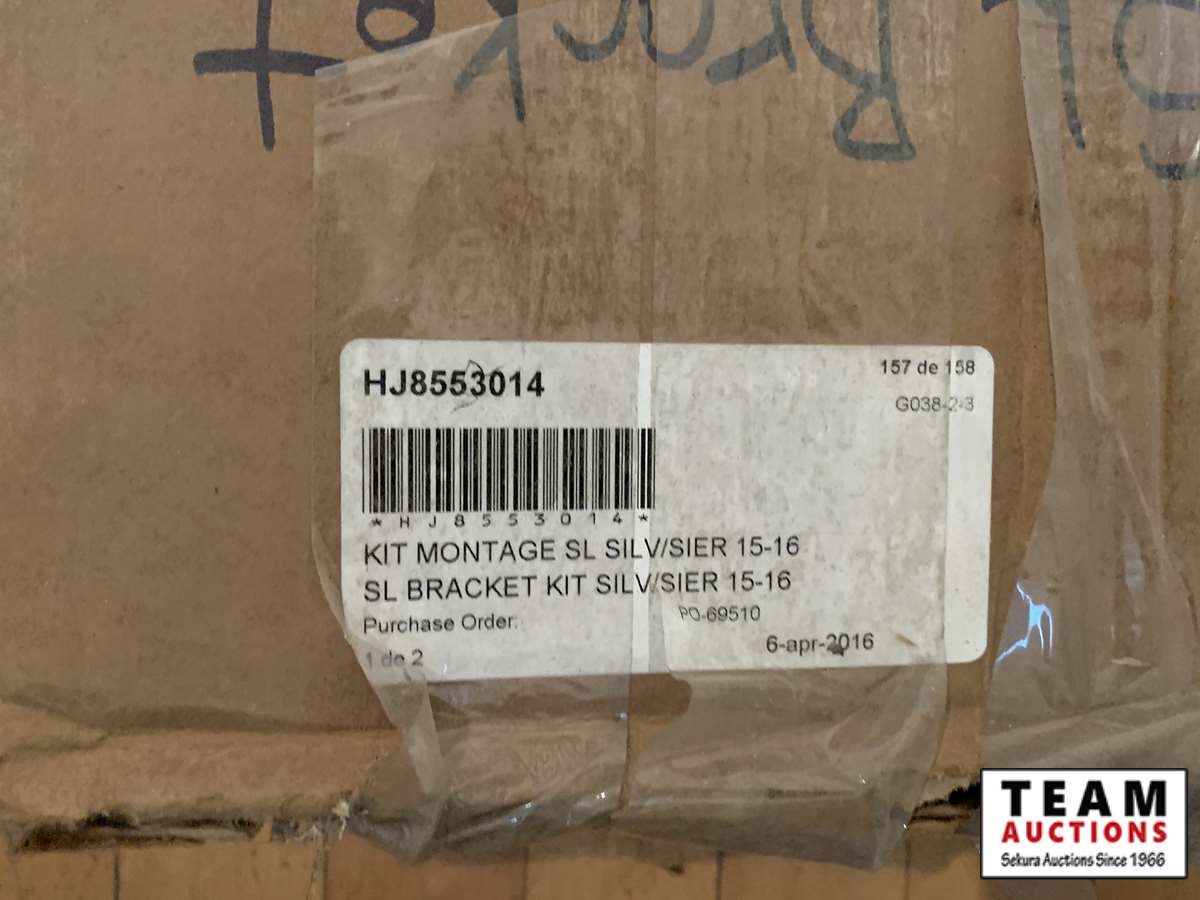 Bracket
HJ8553014
157 de 158
G038-2-3
*HJ8553014*
KIT MONTAGE SL SILV/SIER 15-16
SL BRACKET KIT SILV/SIER 15-16
Purchase Order: PO-69510
6-apr-2016
1 de 2
TEAM
AUCTIONS
Sekura Auctions Since 1966